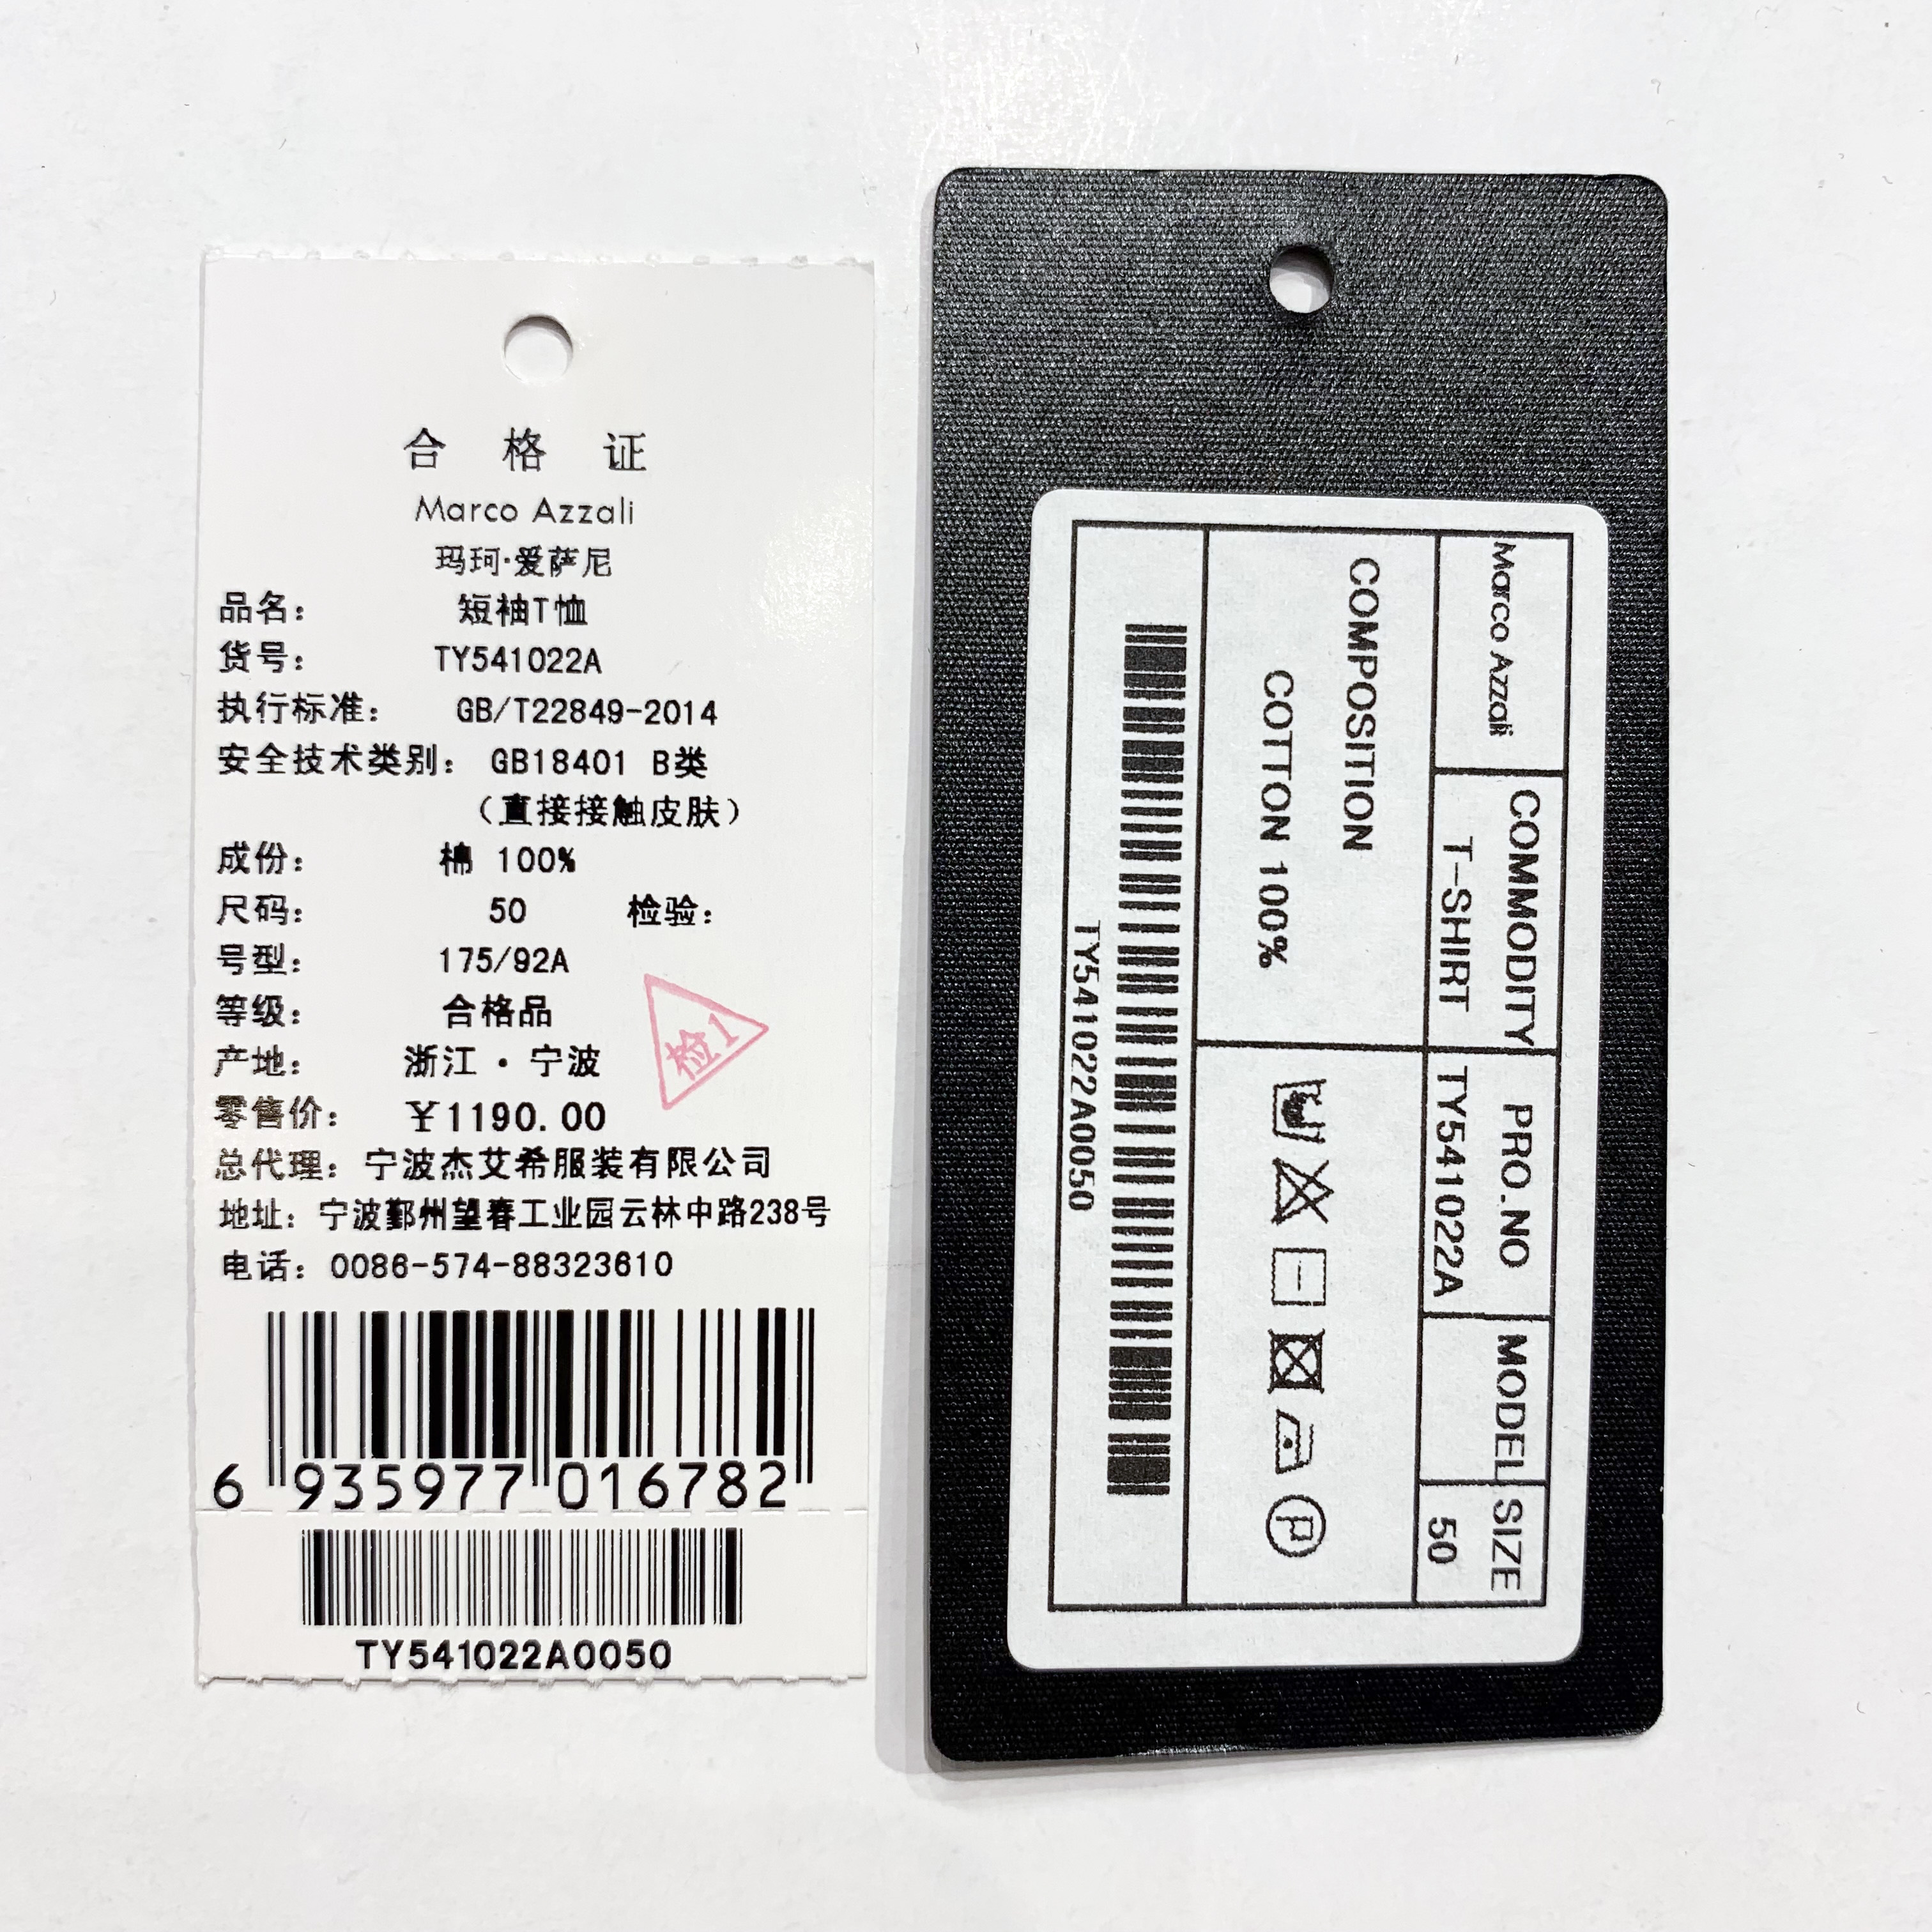 合 格 证
Marco Azzali
玛珂·爱萨尼
品名： 短袖T恤
货号： TY541022A
执行标准： GB/T22849-2014
安全技术类别： GB18401 B类
（直接接触皮肤）
成份： 棉 100%
尺码： 50 检验：
号型： 175/92A
等级： 合格品
检1
产地： 浙江·宁波
零售价： ￥1190.00
总代理： 宁波杰艾希服装有限公司
地址： 宁波鄞州望春工业园云林中路238号
电话： 0086-574-88323610
6 935977 016782
TY541022A0050
Marco Azzali COMMODITY PRO.NO MODEL SIZE
T-SHIRT TY541022A 50
COMPOSITION
COTTON 100%
P
TY541022A0050